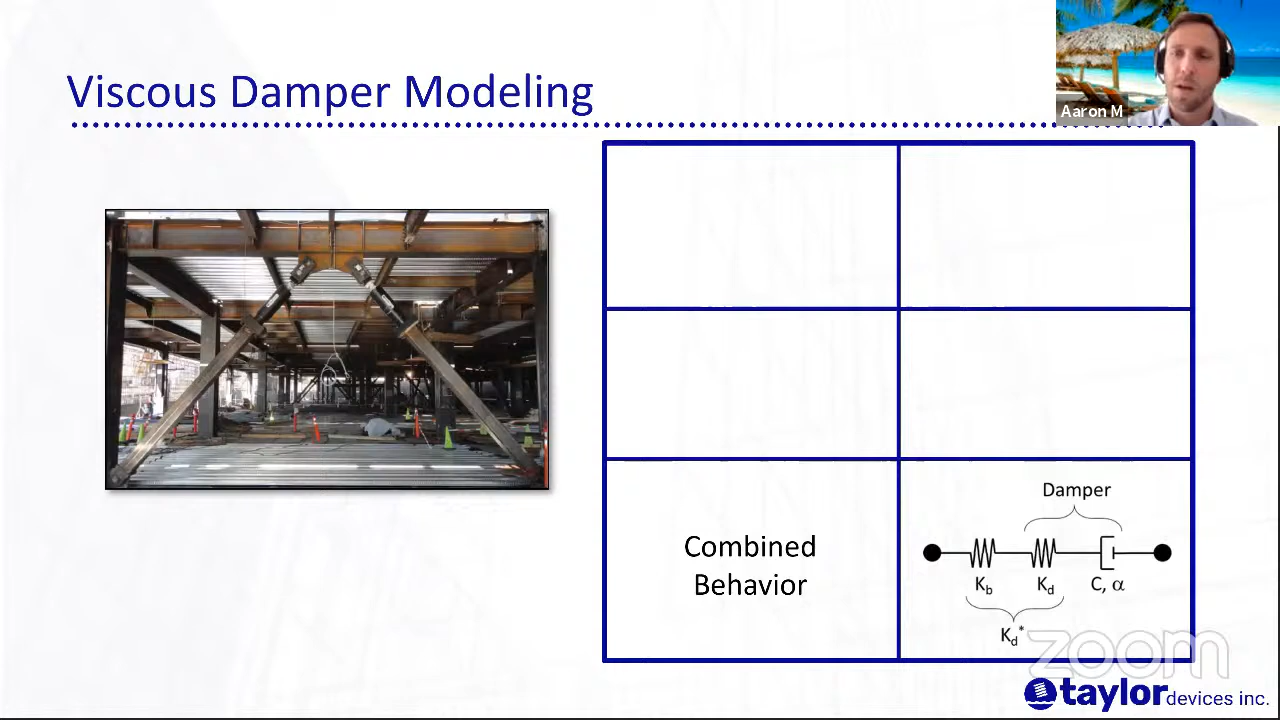 Viscous Damper Modeling
Aaron M
Combined
Behavior
Damper
K_b K_d C, α
K_d*
zoom
taylor devices inc.